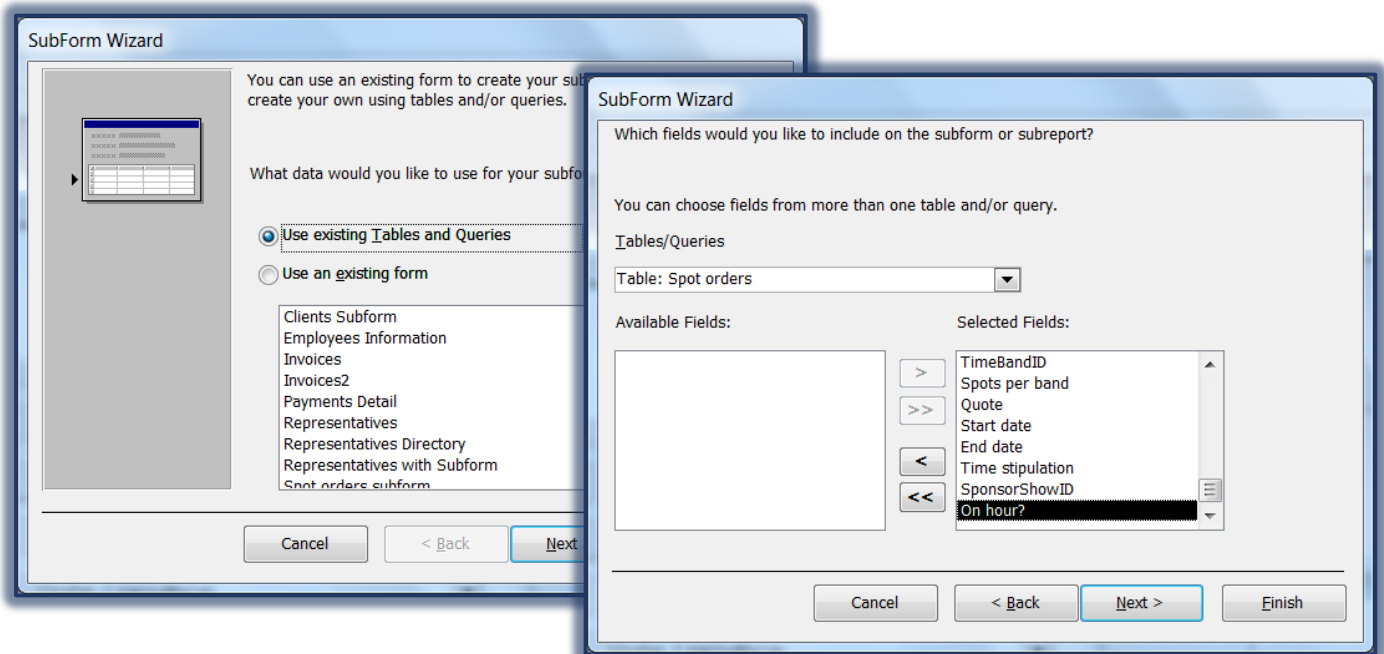 SubForm Wizard
You can use an existing form to create your sub
create your own using tables and/or queries.
What data would you like to use for your subfo
Use existing Tables and Queries
Use an existing form
Clients Subform
Employees Information
Invoices
Invoices2
Payments Detail
Representatives
Representatives Directory
Representatives with Subform
Spot orders subform
Cancel
< Back
Next
SubForm Wizard
Which fields would you like to include on the subform or subreport?
You can choose fields from more than one table and/or query.
Tables/Queries
Table: Spot orders
Available Fields:
Selected Fields:
>
>>
<
<<
TimeBandID
Spots per band
Quote
Start date
End date
Time stipulation
SponsorShowID
On hour?
Cancel
< Back
Next >
Finish